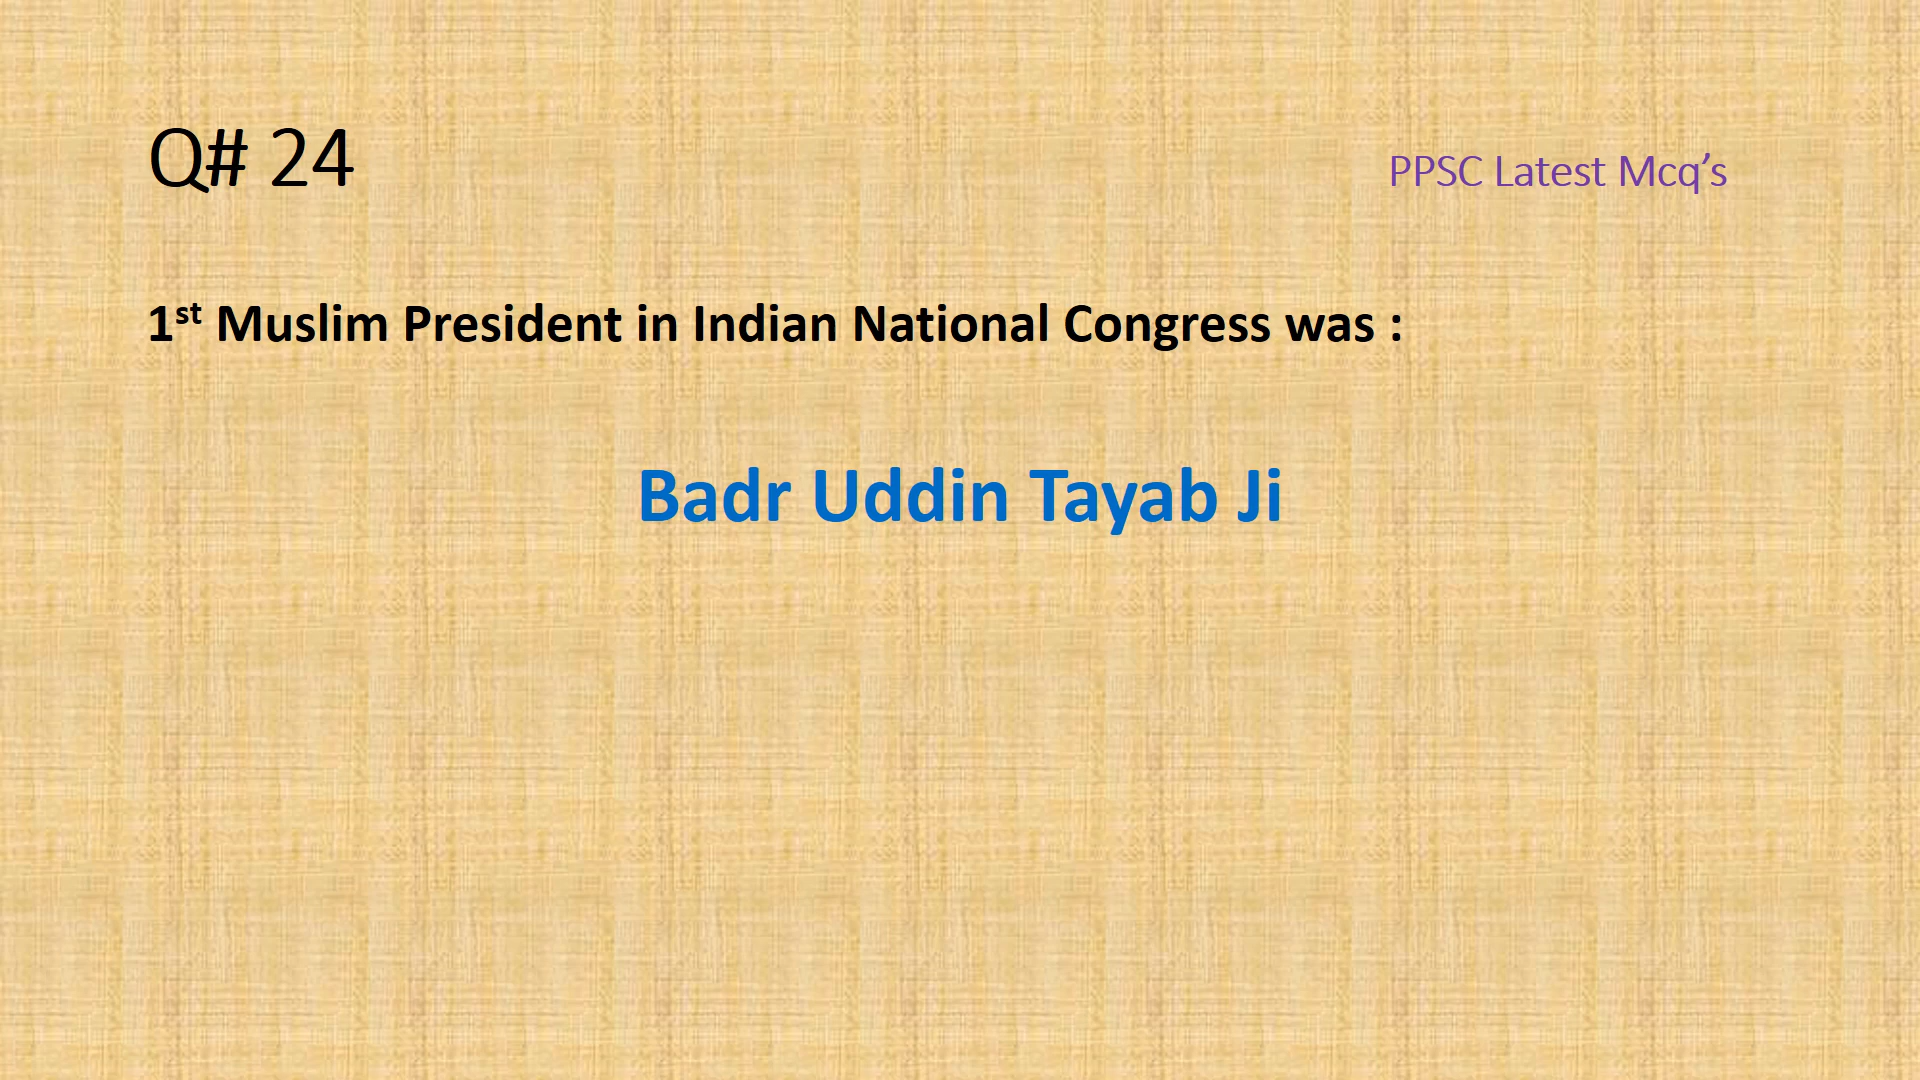 Q# 24
PPSC Latest Mcq’s
1st Muslim President in Indian National Congress was :
Badr Uddin Tayab Ji